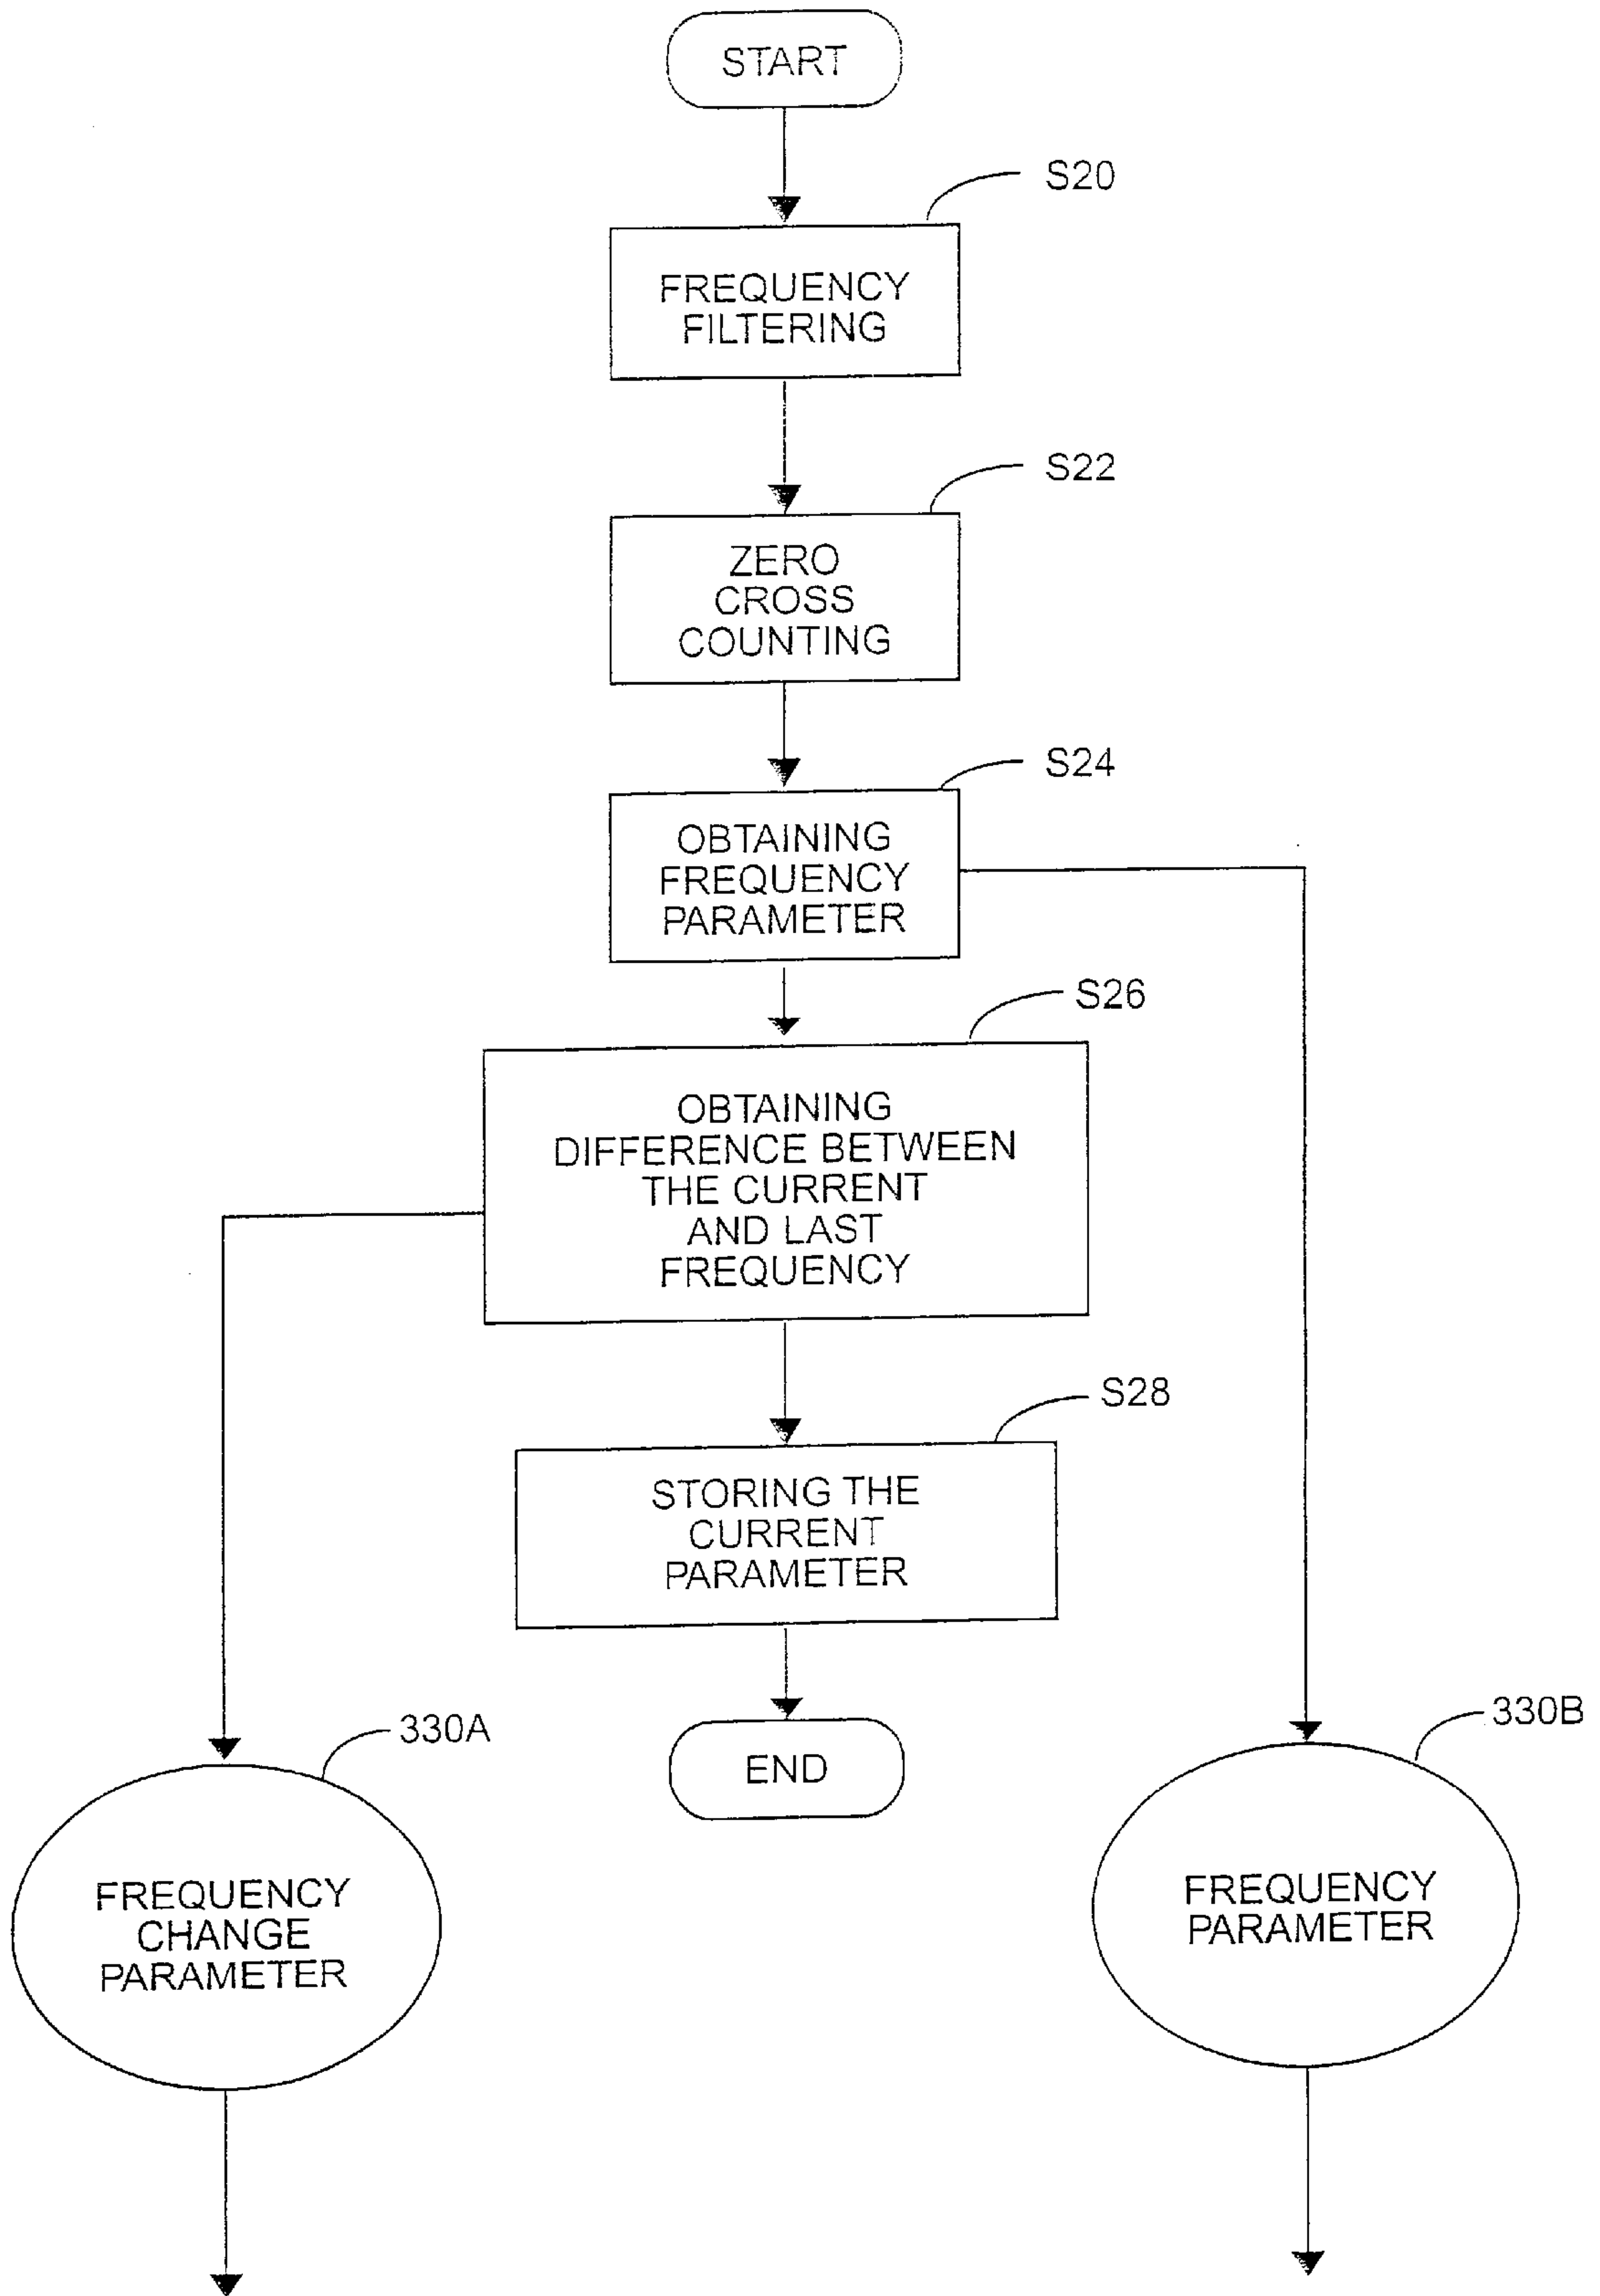 START
S20
FREQUENCY
FILTERING
S22
ZERO
CROSS
COUNTING
S24
OBTAINING
FREQUENCY
PARAMETER
S26
OBTAINING
DIFFERENCE BETWEEN
THE CURRENT
AND LAST
FREQUENCY
S28
STORING THE
CURRENT
PARAMETER
330A
330B
END
FREQUENCY
CHANGE
PARAMETER
FREQUENCY
PARAMETER